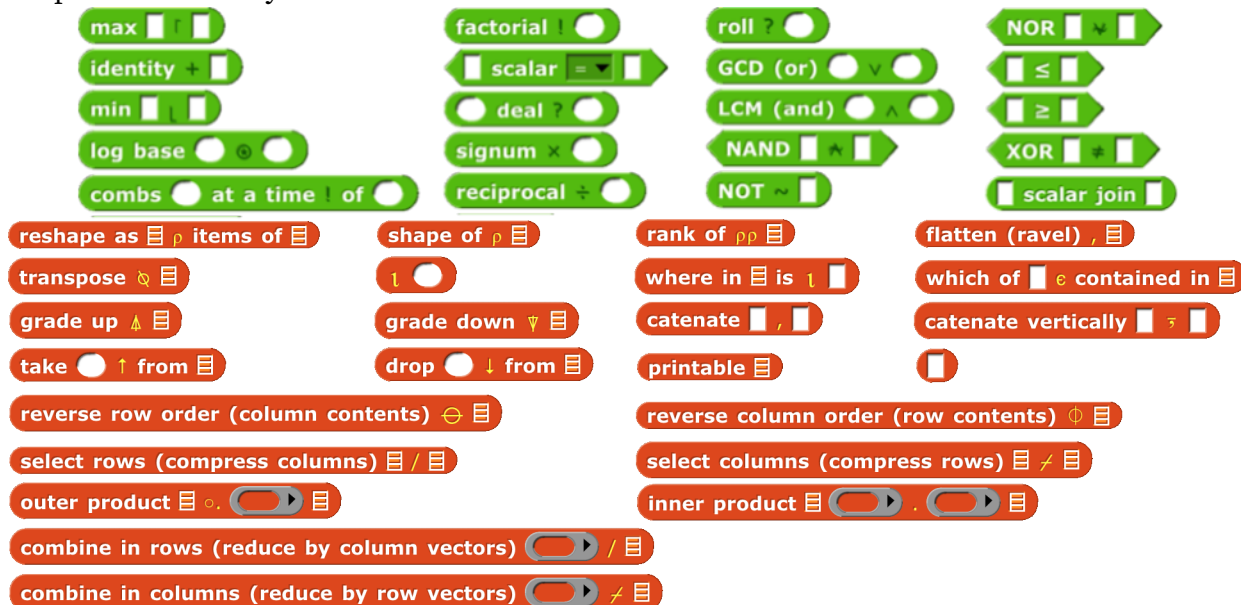 max ⌈ factorial ! roll ? NOR ⍱
identity + scalar = GCD (or) ∨ ≤
min ⌊ deal ? LCM (and) ∧ ≥
log base ⍟ signum × NAND ⍲ XOR ≠
combs at a time ! of reciprocal ÷ NOT ~ scalar join
reshape as ⍴ items of shape of ⍴ rank of ⍴⍴ flatten (ravel) ,
transpose ⍉ ⍳ where in is ⍳ which of ϵ contained in
grade up ⍋ grade down ⍒ catenate , catenate vertically ⍪
take ↑ from drop ↓ from printable
reverse row order (column contents) ⊖ reverse column order (row contents) ⌽
select rows (compress columns) / select columns (compress rows) ⌿
outer product ∘. inner product .
combine in rows (reduce by column vectors) /
combine in columns (reduce by row vectors) ⌿